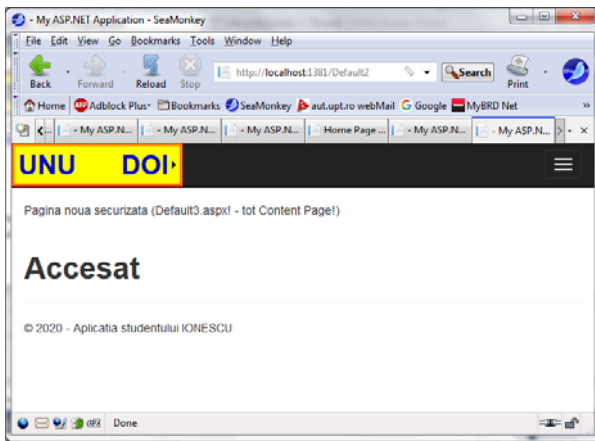 - My ASP.NET Application - SeaMonkey
File Edit View Go Bookmarks Tools Window Help
Back Forward Reload Stop http://localhost:1381/Default2 Search Print
Home Adblock Plus Bookmarks SeaMonkey aut.upt.ro webMail Google MyBRD Net »
- My ASP.N... - My ASP.N... - My ASP.N... Home Page ... - My ASP.N... - My ASP.N...
UNU DOI
Pagina noua securizata (Default3.aspx! - tot Content Page!)
Accesat
© 2020 - Aplicatia studentului IONESCU
Done